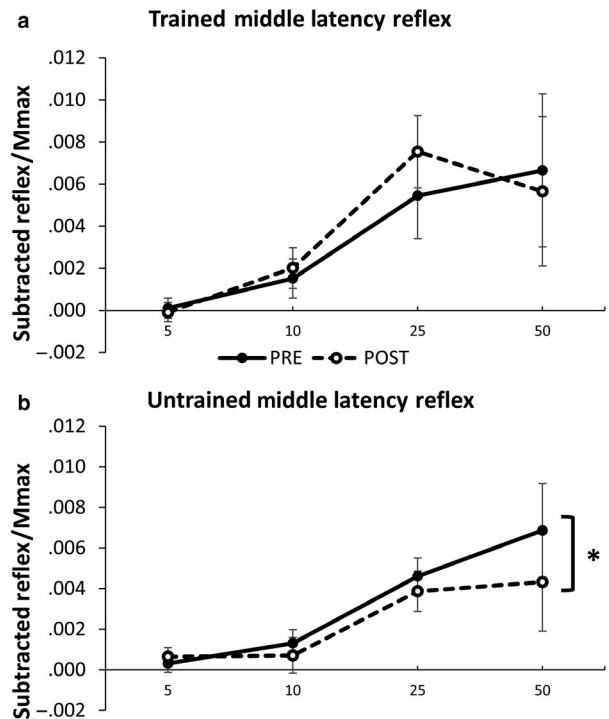 a Trained middle latency reflex
Subtracted reflex/Mmax
.012
.010
.008
.006
.004
.002
.000
–.002
5 10 25 50
PRE POST
b Untrained middle latency reflex
Subtracted reflex/Mmax
.012
.010
.008
.006
.004
.002
.000
–.002
5 10 25 50
*